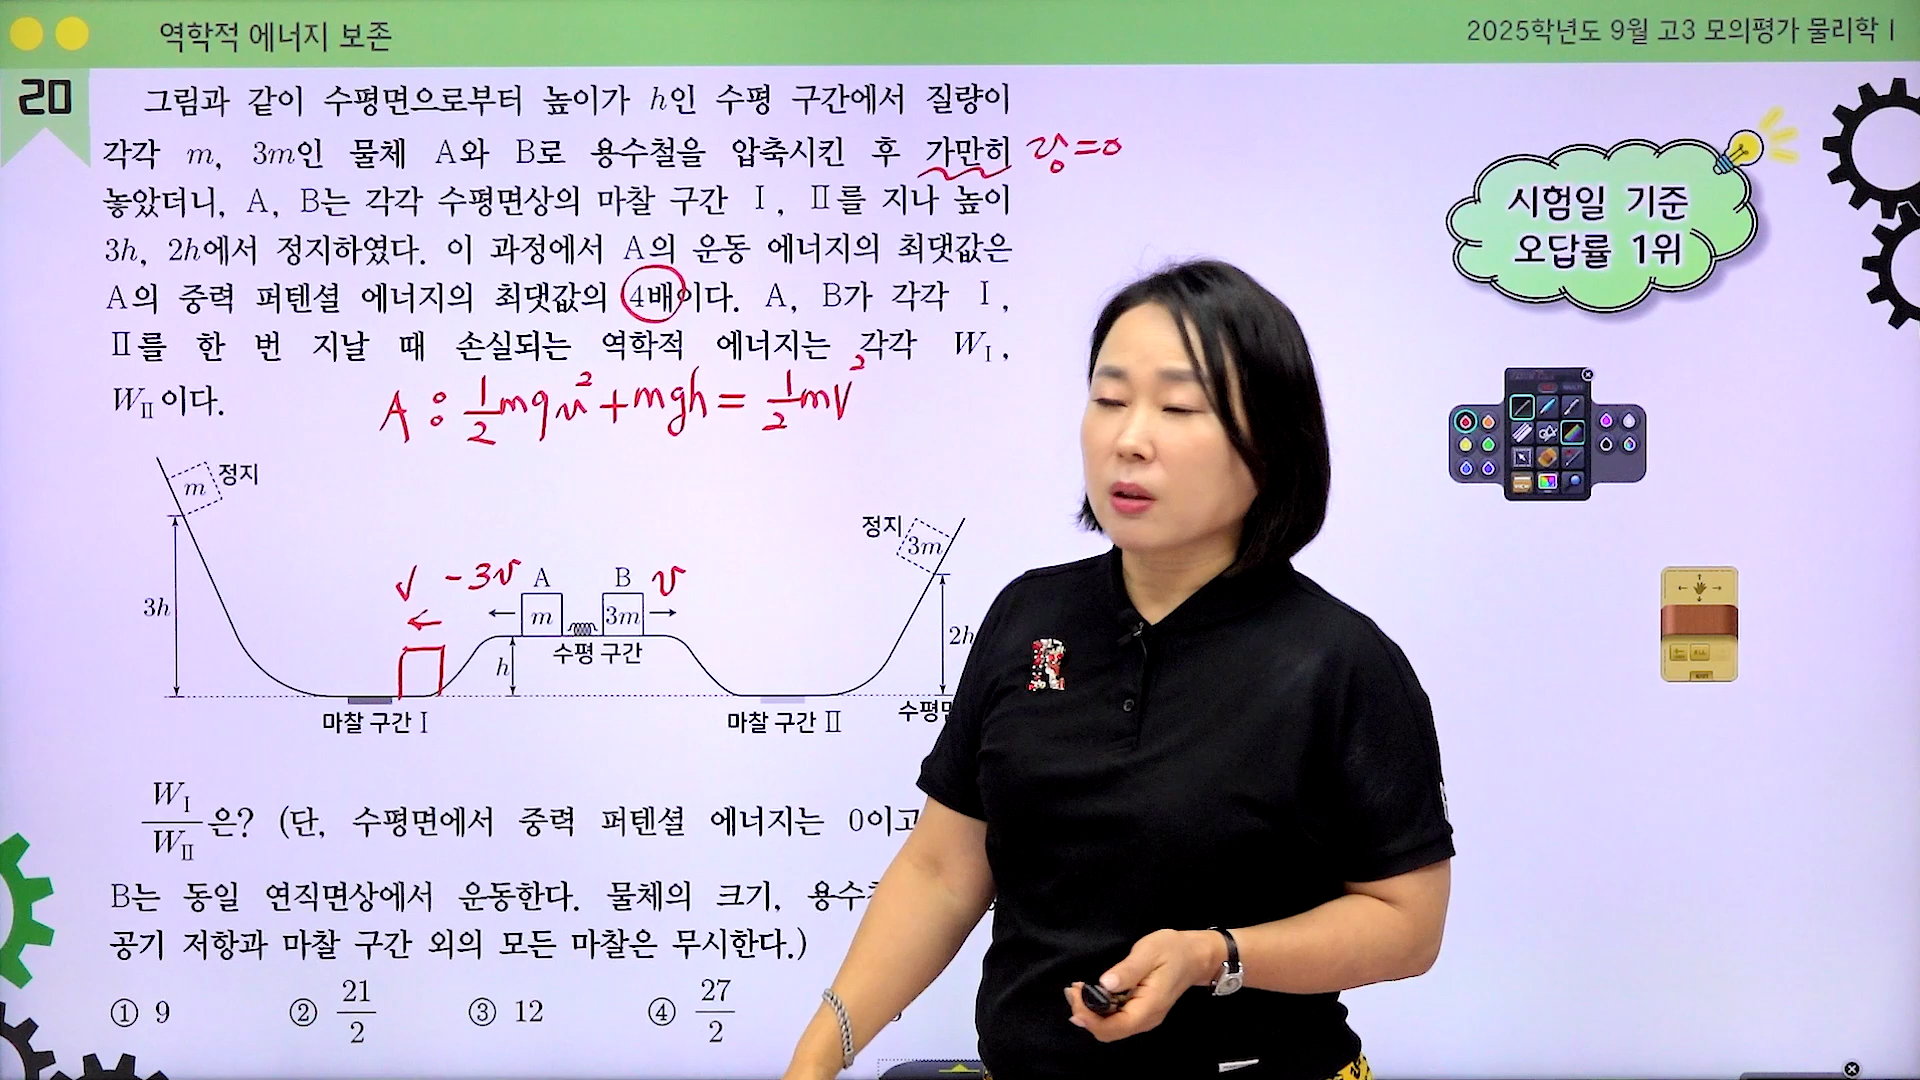 역학적 에너지 보존
2025학년도 9월 고3 모의평가 물리학 Ⅰ
20
그림과 같이 수평면으로부터 높이가 h인 수평 구간에서 질량이
각각 m, 3m인 물체 A와 B로 용수철을 압축시킨 후 가만히
놓았더니, A, B는 각각 수평면상의 마찰 구간 Ⅰ, Ⅱ를 지나 높이
3h, 2h에서 정지하였다. 이 과정에서 A의 운동 에너지의 최댓값은
A의 중력 퍼텐셜 에너지의 최댓값의 4배이다. A, B가 각각 Ⅰ,
Ⅱ를 한 번 지날 때 손실되는 역학적 에너지는 각각 W_Ⅰ,
W_Ⅱ이다.
합=0
시험일 기준
오답률 1위
A : 1/2 m9v² + mgh = 1/2 mV²
m 정지
정지 3m
3h
V -3v A B v
m 3m
수평 구간
h
2h
마찰 구간 Ⅰ
마찰 구간 Ⅱ
W_Ⅰ/W_Ⅱ은? (단, 수평면에서 중력 퍼텐셜 에너지는 0이고
B는 동일 연직면상에서 운동한다. 물체의 크기,
공기 저항과 마찰 구간 외의 모든 마찰은 무시한다.)
① 9 ② 21/2 ③ 12 ④ 27/2